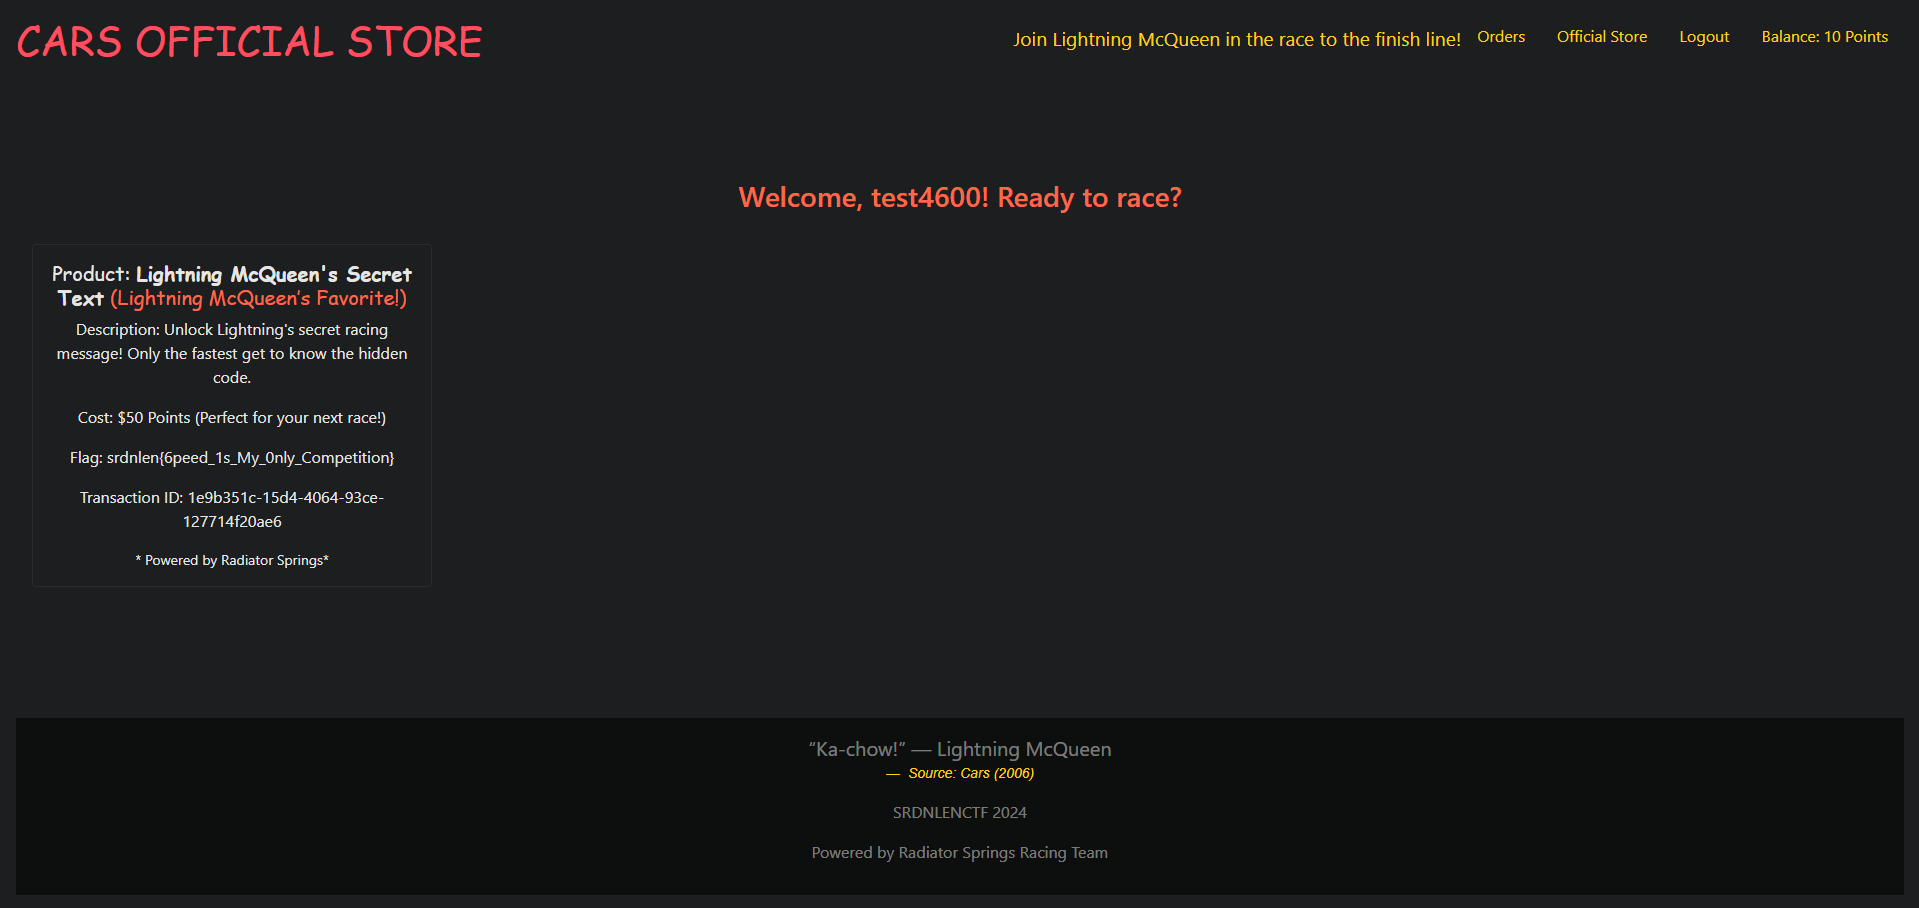 CARS OFFICIAL STORE
Join Lightning McQueen in the race to the finish line! Orders Official Store Logout Balance: 10 Points
Welcome, test4600! Ready to race?
Product: Lightning McQueen's Secret
Text (Lightning McQueen’s Favorite!)
Description: Unlock Lightning's secret racing
message! Only the fastest get to know the hidden
code.
Cost: $50 Points (Perfect for your next race!)
Flag: srdnlen{6peed_1s_My_0nly_Competition}
Transaction ID: 1e9b351c-15d4-4064-93ce-
127714f20ae6
* Powered by Radiator Springs*
“Ka-chow!” — Lightning McQueen
— Source: Cars (2006)
SRDNLENCTF 2024
Powered by Radiator Springs Racing Team